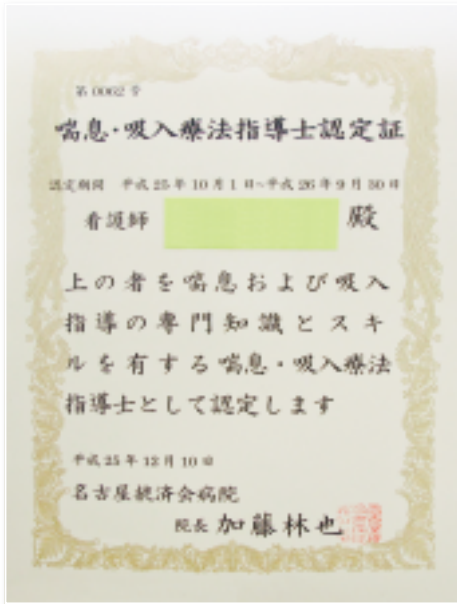 第0062号
喘息・吸入療法指導士認定証
認定期間 平成25年10月1日~平成26年9月30日
看護師 殿
上の者を喘息および吸入
指導の専門知識とスキ
ルを有する喘息・吸入療法
指導士として認定します
平成25年12月10日
名古屋掖済会病院
院長 加藤林也